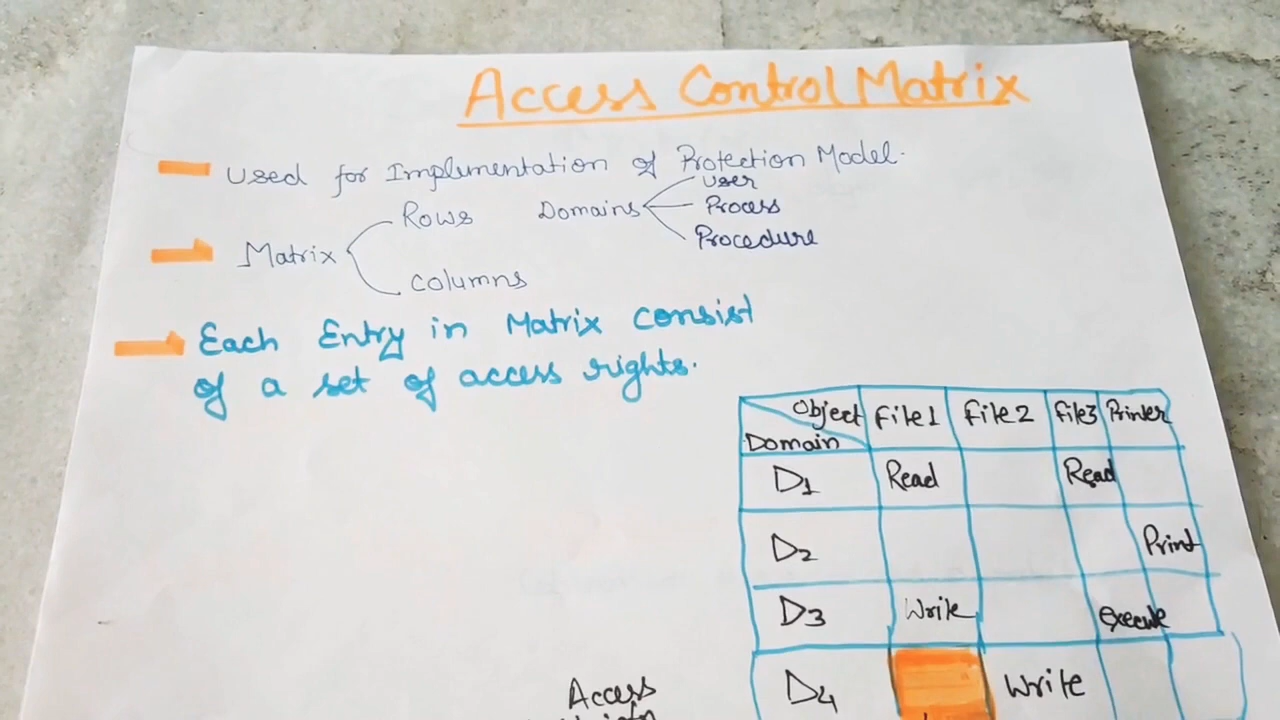 Access Control Matrix
Used for Implementation of Protection Model.
Matrix Rows Domains User
Process
Procedure
Columns
Each Entry in Matrix consist
of a set of access rights.
Object File1 File2 File3 Printer
Domain
D1 Read Read
D2 Print
D3 Write execute
D4 Write
Access